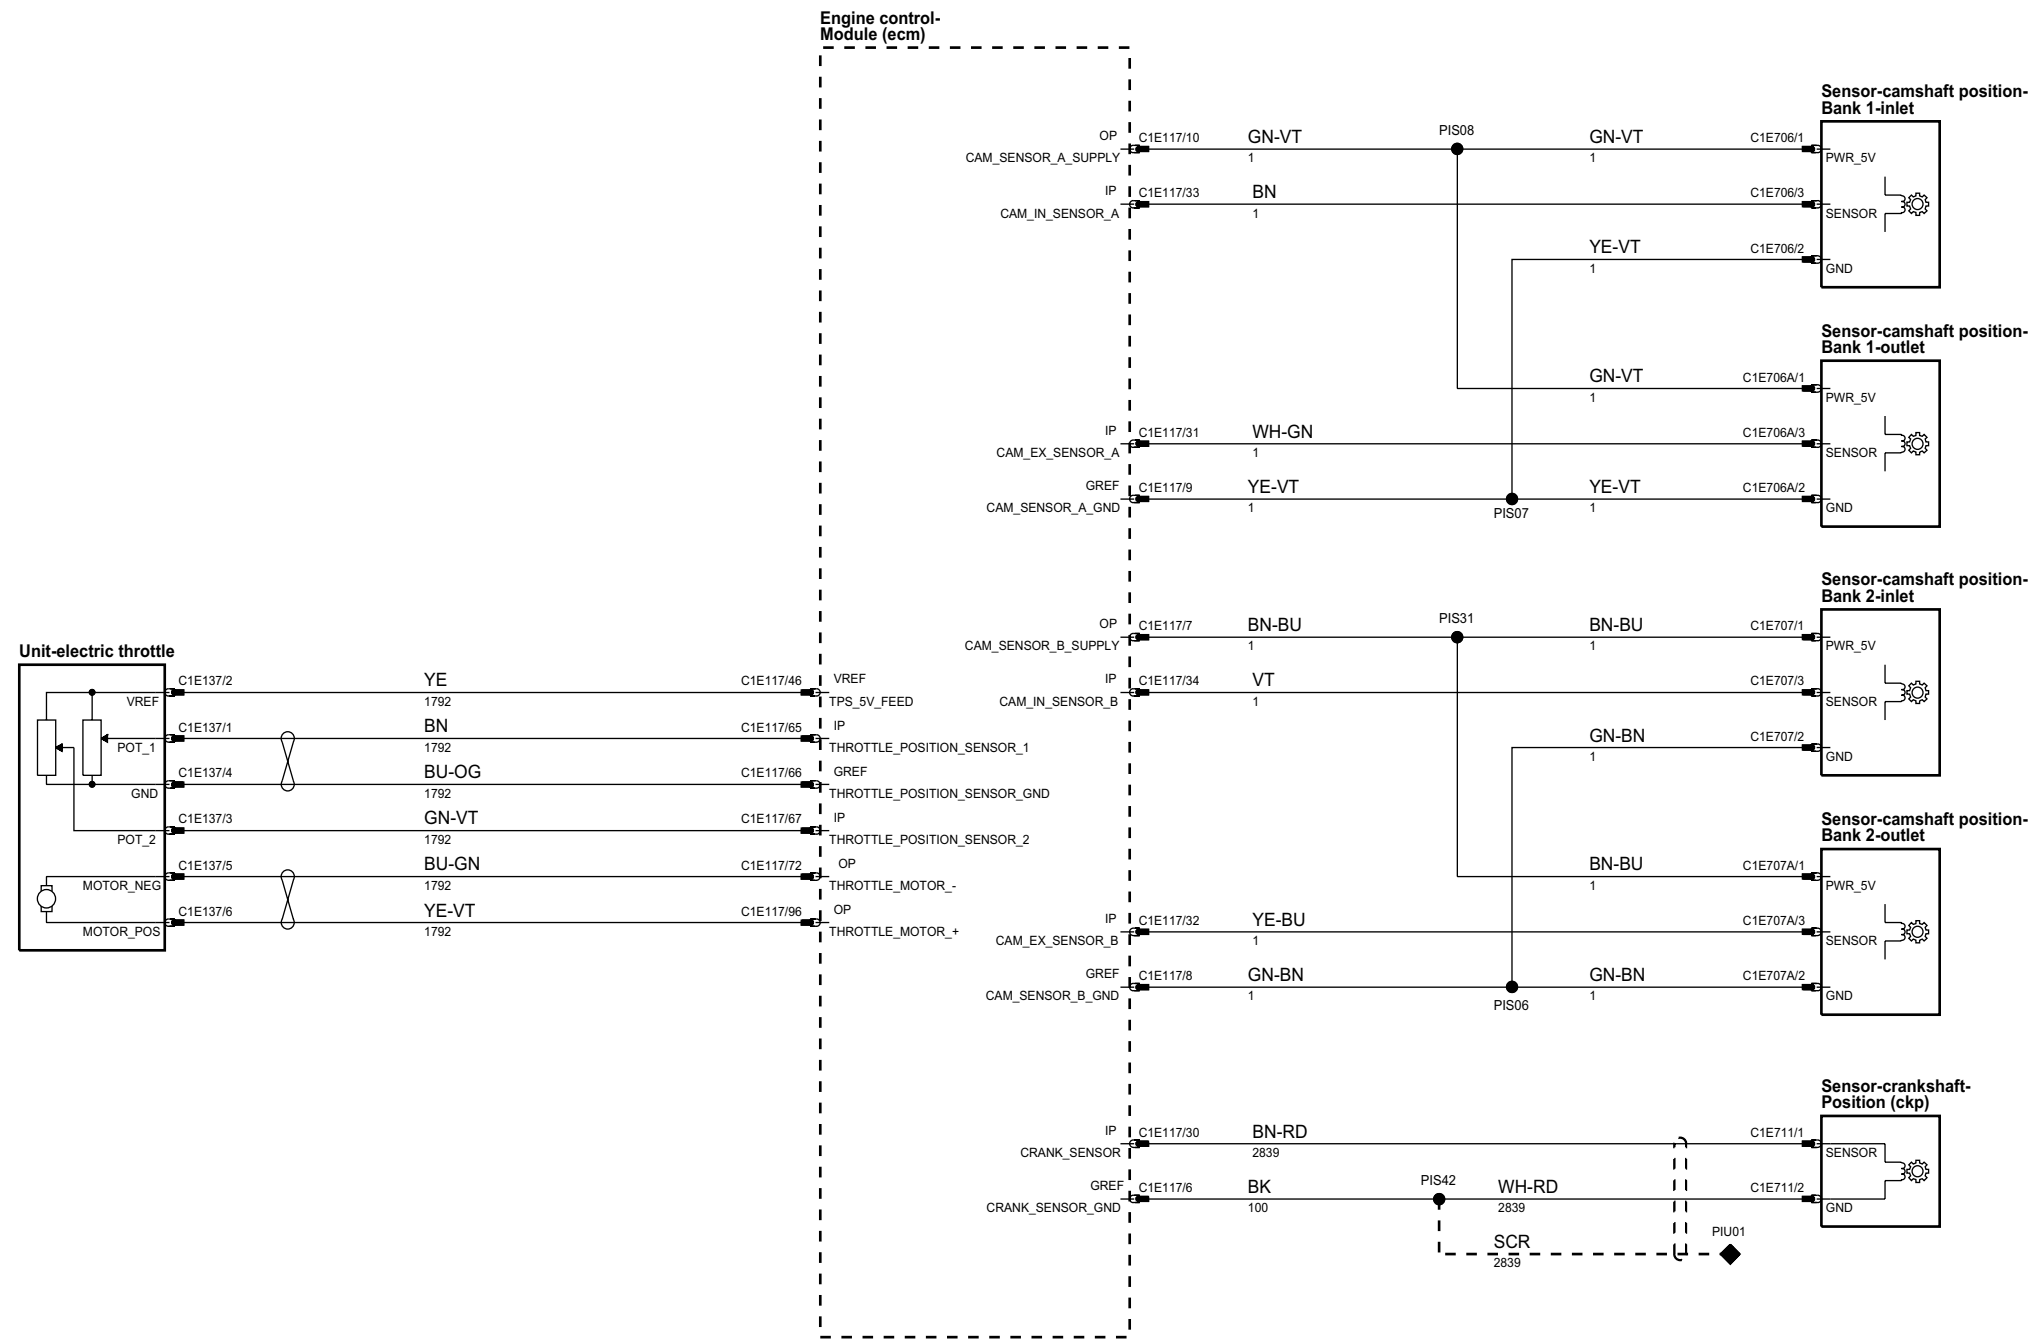 Engine control-
Module (ecm)
OP
CAM_SENSOR_A_SUPPLY
C1E117/10
GN-VT
1
PIS08
GN-VT
1
C1E706/1
IP
CAM_IN_SENSOR_A
C1E117/33
BN
1
C1E706/3
YE-VT
1
C1E706/2
Sensor-camshaft position-
Bank 1-inlet
PWR_5V
SENSOR
GND
Sensor-camshaft position-
Bank 1-outlet
GN-VT
1
C1E706A/1
PWR_5V
IP
CAM_EX_SENSOR_A
C1E117/31
WH-GN
1
C1E706A/3
SENSOR
GREF
CAM_SENSOR_A_GND
C1E117/9
YE-VT
1
PIS07
YE-VT
1
C1E706A/2
GND
Sensor-camshaft position-
Bank 2-inlet
OP
CAM_SENSOR_B_SUPPLY
C1E117/7
BN-BU
1
PIS31
BN-BU
1
C1E707/1
PWR_5V
IP
CAM_IN_SENSOR_B
C1E117/34
VT
1
C1E707/3
SENSOR
GN-BN
1
C1E707/2
GND
Sensor-camshaft position-
Bank 2-outlet
BN-BU
1
C1E707A/1
PWR_5V
IP
CAM_EX_SENSOR_B
C1E117/32
YE-BU
1
C1E707A/3
SENSOR
GREF
CAM_SENSOR_B_GND
C1E117/8
GN-BN
1
PIS06
GN-BN
1
C1E707A/2
GND
Sensor-crankshaft-
Position (ckp)
IP
CRANK_SENSOR
C1E117/30
BN-RD
2839
C1E711/1
SENSOR
GREF
CRANK_SENSOR_GND
C1E117/6
BK
100
PIS42
WH-RD
2839
C1E711/2
GND
SCR
2839
PIU01
Unit-electric throttle
VREF
C1E137/2
YE
1792
C1E117/46
VREF
TPS_5V_FEED
POT_1
C1E137/1
BN
1792
C1E117/65
IP
THROTTLE_POSITION_SENSOR_1
GND
C1E137/4
BU-OG
1792
C1E117/66
GREF
THROTTLE_POSITION_SENSOR_GND
POT_2
C1E137/3
GN-VT
1792
C1E117/67
IP
THROTTLE_POSITION_SENSOR_2
MOTOR_NEG
C1E137/5
BU-GN
1792
C1E117/72
OP
THROTTLE_MOTOR_-
MOTOR_POS
C1E137/6
YE-VT
1792
C1E117/96
OP
THROTTLE_MOTOR_+